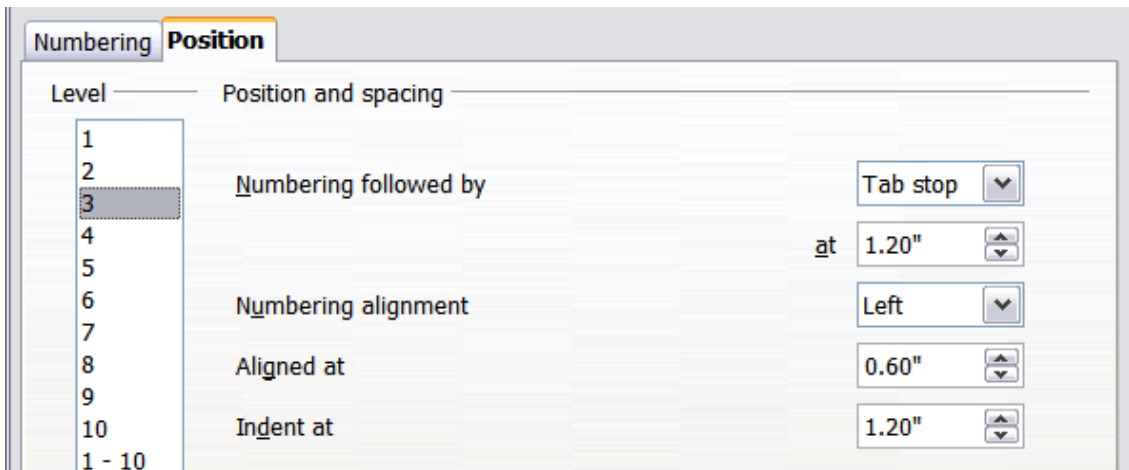 Numbering Position
Level Position and spacing
1
2
3
4
5
6
7
8
9
10
1 - 10
Numbering followed by Tab stop
at 1.20"
Numbering alignment Left
Aligned at 0.60"
Indent at 1.20"